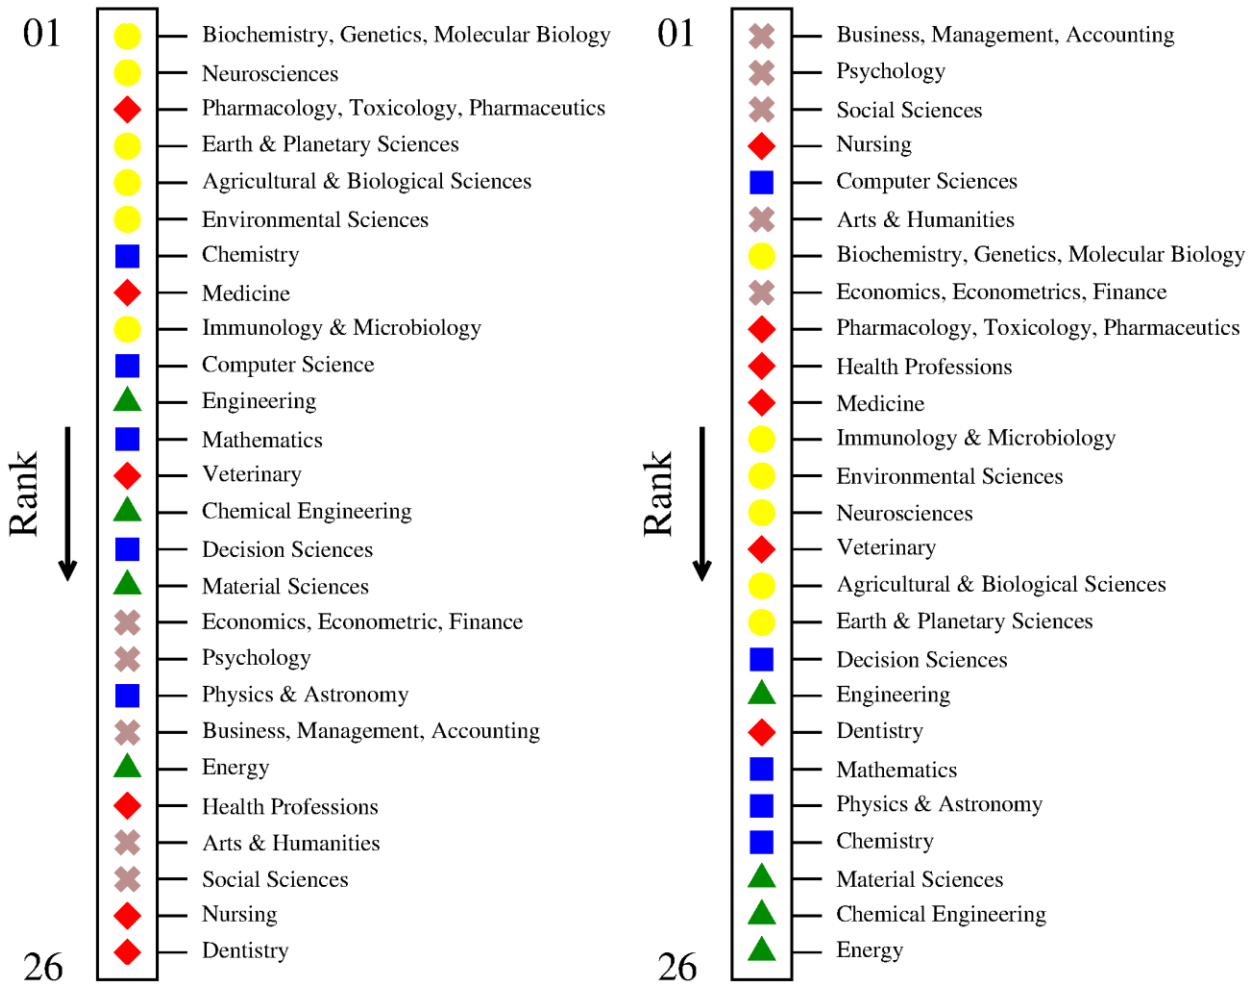 01
Biochemistry, Genetics, Molecular Biology
Neurosciences
Pharmacology, Toxicology, Pharmaceutics
Earth & Planetary Sciences
Agricultural & Biological Sciences
Environmental Sciences
Chemistry
Medicine
Immunology & Microbiology
Computer Science
Engineering
Mathematics
Veterinary
Chemical Engineering
Decision Sciences
Material Sciences
Economics, Econometric, Finance
Psychology
Physics & Astronomy
Business, Management, Accounting
Energy
Health Professions
Arts & Humanities
Social Sciences
Nursing
Dentistry
26
Rank
01
Business, Management, Accounting
Psychology
Social Sciences
Nursing
Computer Sciences
Arts & Humanities
Biochemistry, Genetics, Molecular Biology
Economics, Econometrics, Finance
Pharmacology, Toxicology, Pharmaceutics
Health Professions
Medicine
Immunology & Microbiology
Environmental Sciences
Neurosciences
Veterinary
Agricultural & Biological Sciences
Earth & Planetary Sciences
Decision Sciences
Engineering
Dentistry
Mathematics
Physics & Astronomy
Chemistry
Material Sciences
Chemical Engineering
Energy
26
Rank